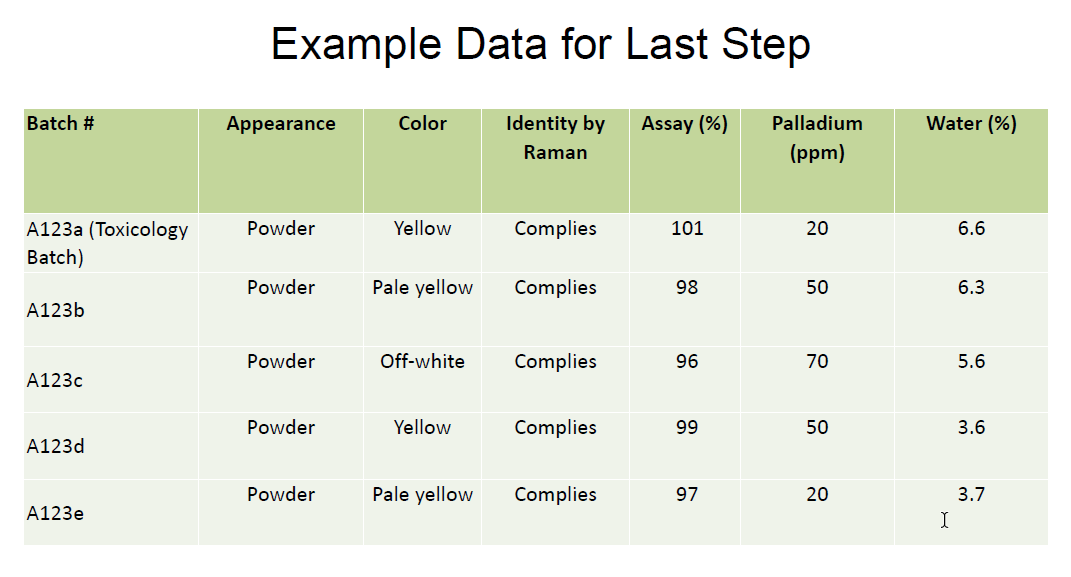 Example Data for Last Step
Batch # Appearance Color Identity by Assay (%) Palladium Water (%)
Raman (ppm)
A123a (Toxicology Powder Yellow Complies 101 20 6.6
Batch)
A123b Powder Pale yellow Complies 98 50 6.3
A123c Powder Off-white Complies 96 70 5.6
A123d Powder Yellow Complies 99 50 3.6
A123e Powder Pale yellow Complies 97 20 3.7